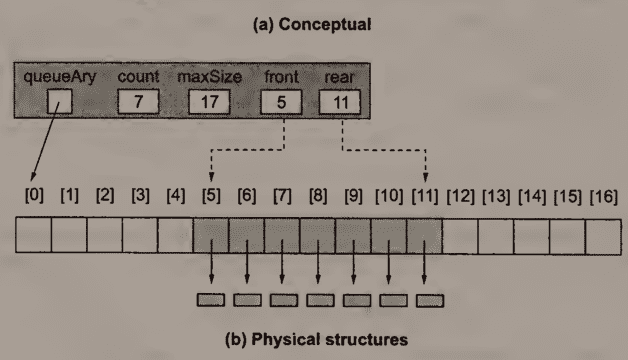 (a) Conceptual
queueAry count maxSize front rear
7 17 5 11
[0] [1] [2] [3] [4] [5] [6] [7] [8] [9] [10] [11] [12] [13] [14] [15] [16]
(b) Physical structures